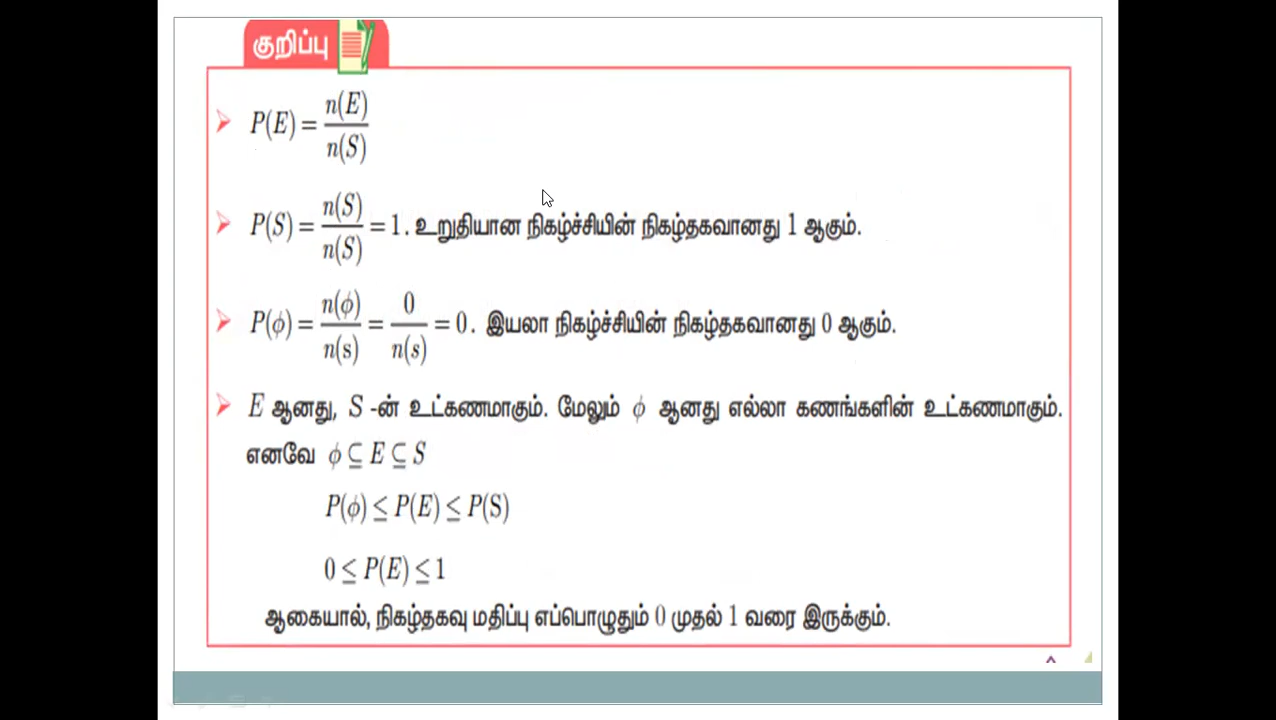 குறிப்பு
P(E) = n(E)/n(S)
P(S) = n(S)/n(S) = 1. உறுதியான நிகழ்ச்சியின் நிகழ்தகவானது 1 ஆகும்.
P(ϕ) = n(ϕ)/n(s) = 0/n(s) = 0. இயலா நிகழ்ச்சியின் நிகழ்தகவானது 0 ஆகும்.
E ஆனது, S -ன் உட்கணமாகும். மேலும் ϕ ஆனது எல்லா கணங்களின் உட்கணமாகும்.
எனவே ϕ ⊆ E ⊆ S
P(ϕ) ≤ P(E) ≤ P(S)
0 ≤ P(E) ≤ 1
ஆகையால், நிகழ்தகவு மதிப்பு எப்பொழுதும் 0 முதல் 1 வரை இருக்கும்.